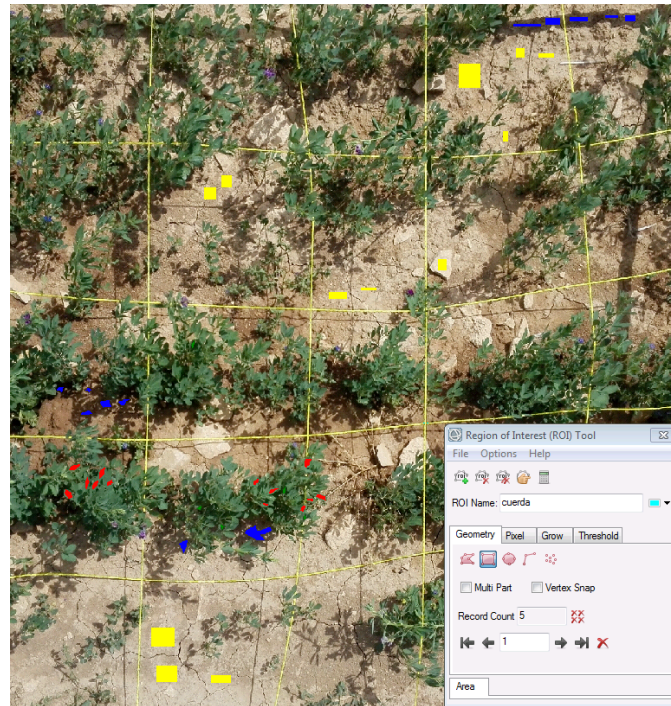 Region of Interest (ROI) Tool
File Options Help
ROI Name: cuerda
Geometry Pixel Grow Threshold
Multi Part Vertex Snap
Record Count 5
1
Area